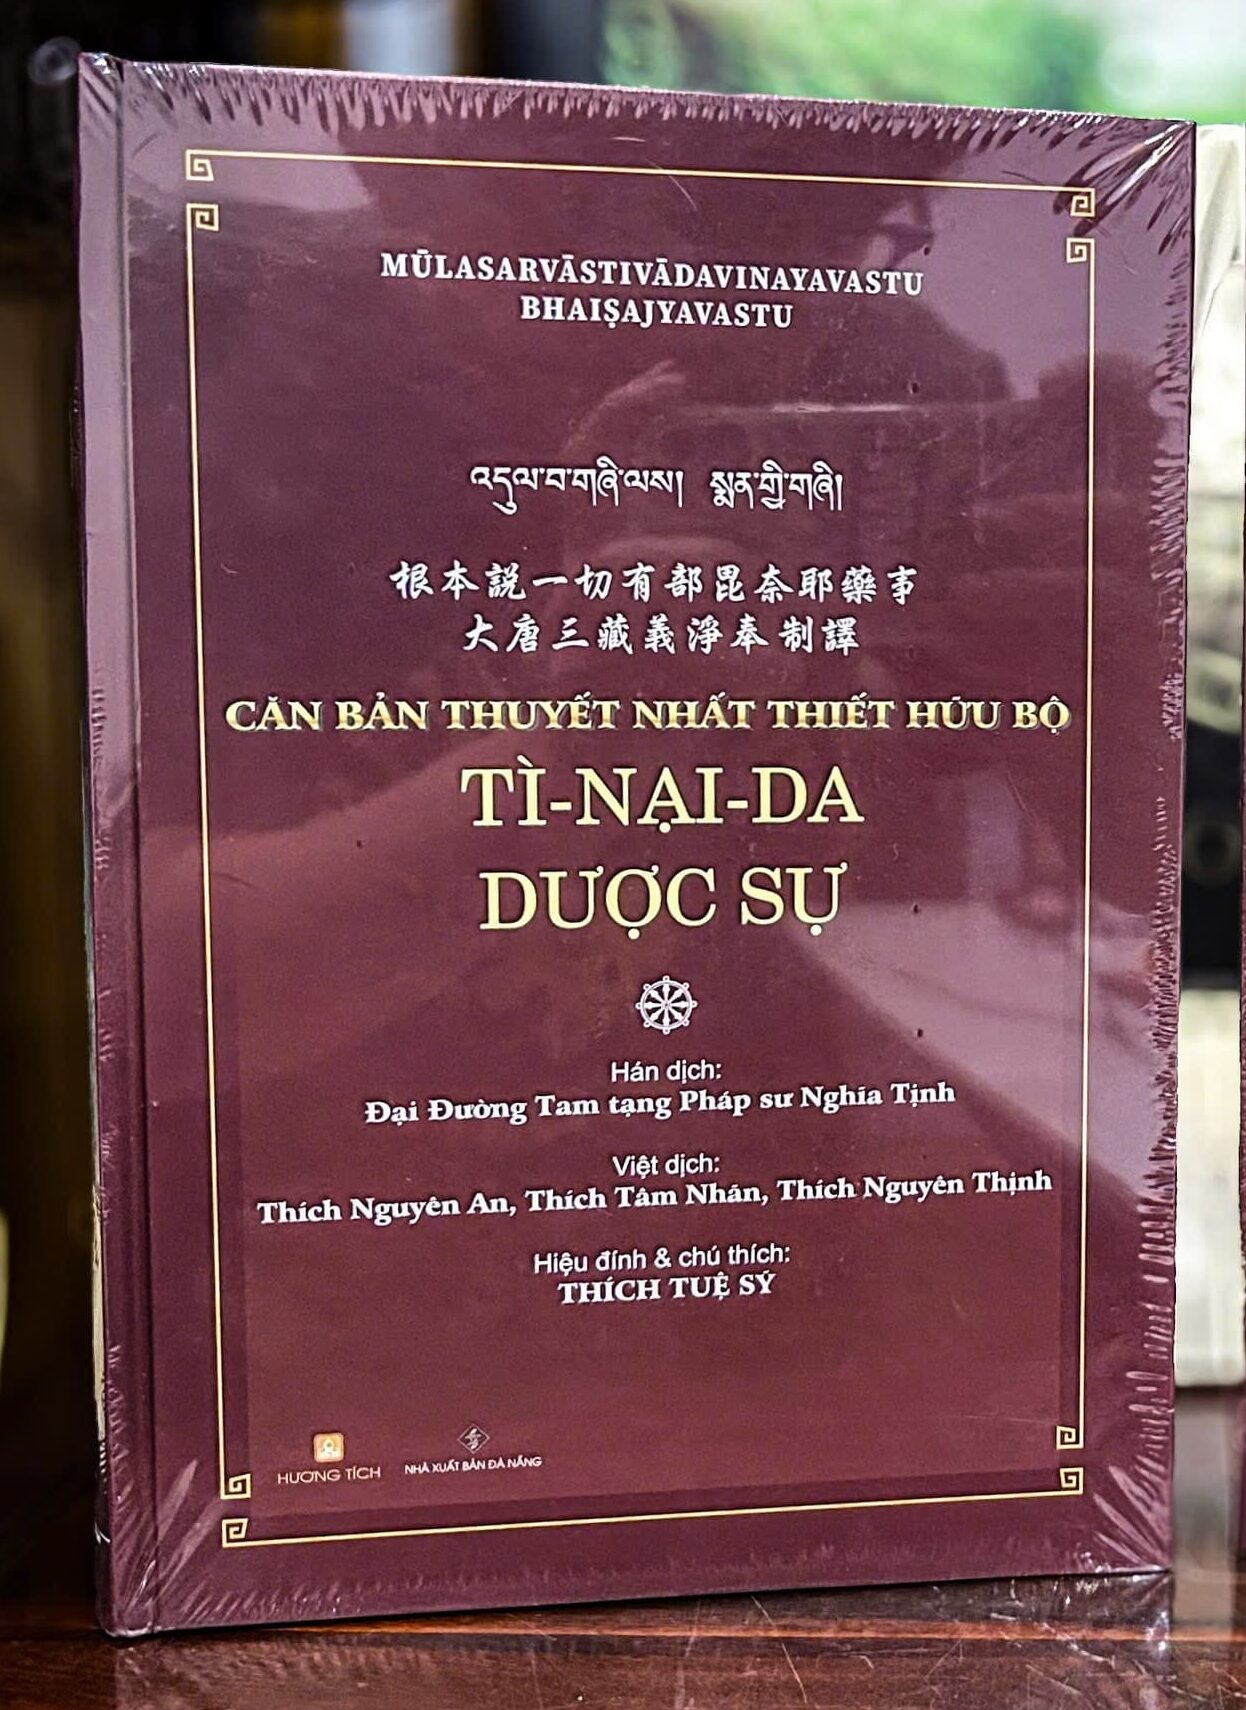 MŪLASARVĀSTIVĀDAVINAYAVASTU
BHAIṢAJYAVASTU
འདུལ་བ་གཞི་ལས། སྨན་གྱི་གཞི།
根本說一切有部毘奈耶藥事
大唐三藏義淨奉制譯
CĂN BẢN THUYẾT NHẤT THIẾT HỮU BỘ
TÌ-NẠI-DA
DƯỢC SỰ
Hán dịch:
Đại Đường Tam tạng Pháp sư Nghĩa Tịnh
Việt dịch:
Thích Nguyên An, Thích Tâm Nhãn, Thích Nguyên Thịnh
Hiệu đính & chú thích:
THÍCH TUỆ SỸ
HƯƠNG TÍCH NHÀ XUẤT BẢN ĐÀ NẴNG